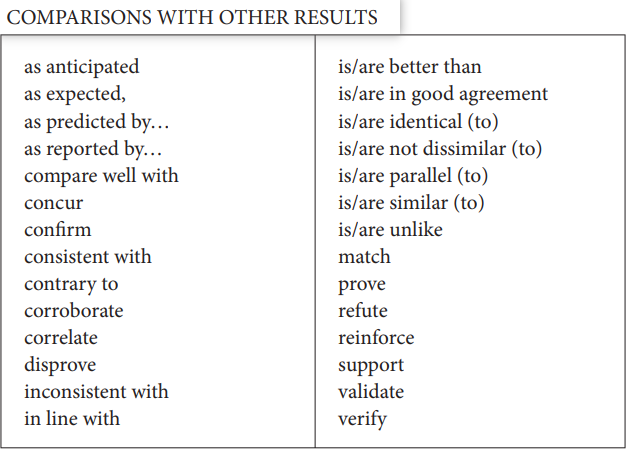 COMPARISONS WITH OTHER RESULTS
as anticipated
as expected,
as predicted by…
as reported by…
compare well with
concur
confirm
consistent with
contrary to
corroborate
correlate
disprove
inconsistent with
in line with
is/are better than
is/are in good agreement
is/are identical (to)
is/are not dissimilar (to)
is/are parallel (to)
is/are similar (to)
is/are unlike
match
prove
refute
reinforce
support
validate
verify